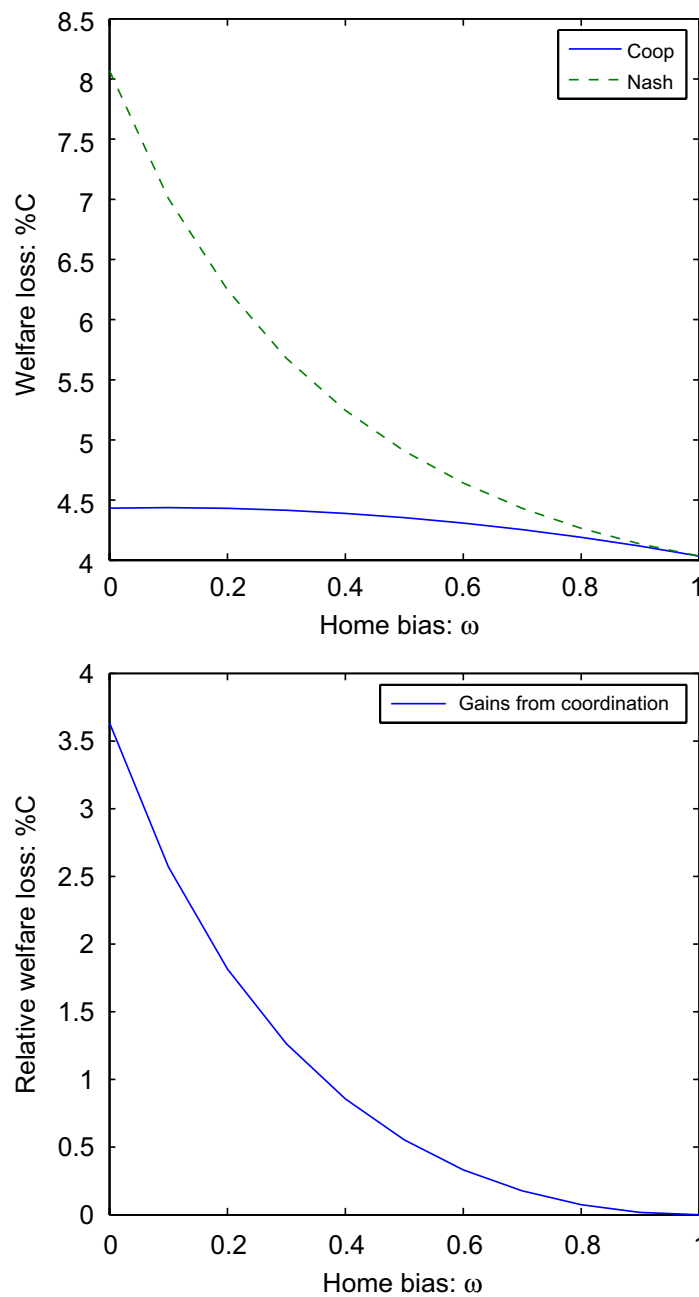 8.5
8
7.5
7
6.5
6
5.5
5
4.5
4
Welfare loss: %C
Coop
Nash
0 0.2 0.4 0.6 0.8 1
Home bias: ω
4
3.5
3
2.5
2
1.5
1
0.5
0
Relative welfare loss: %C
Gains from coordination
0 0.2 0.4 0.6 0.8 1
Home bias: ω